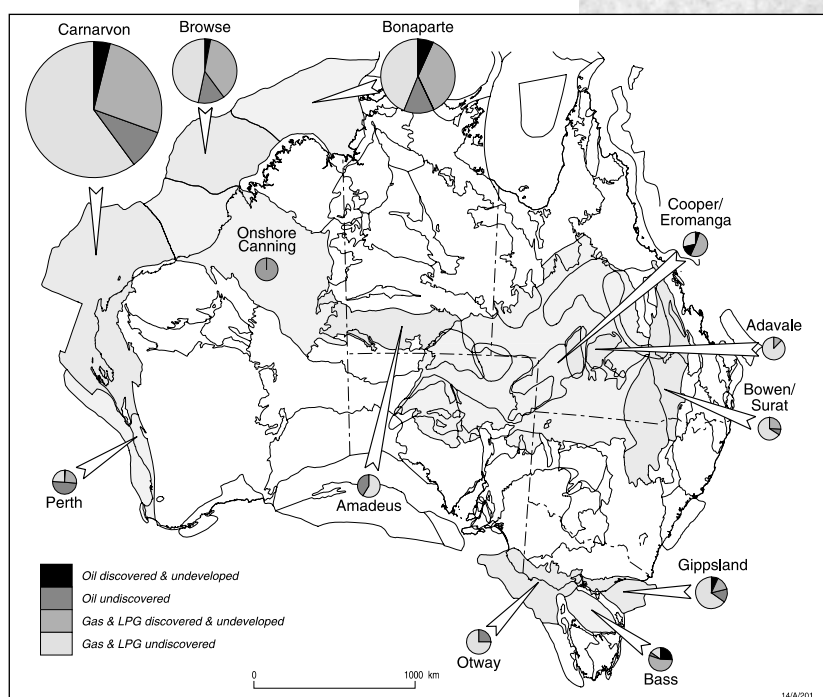 Carnarvon
Browse
Bonaparte
Onshore
Canning
Cooper/
Eromanga
Adavale
Bowen/
Surat
Perth
Amadeus
Gippsland
Otway
Bass
Oil discovered & undeveloped
Oil undiscovered
Gas & LPG discovered & undeveloped
Gas & LPG undiscovered
0 1000 km
14/A/201